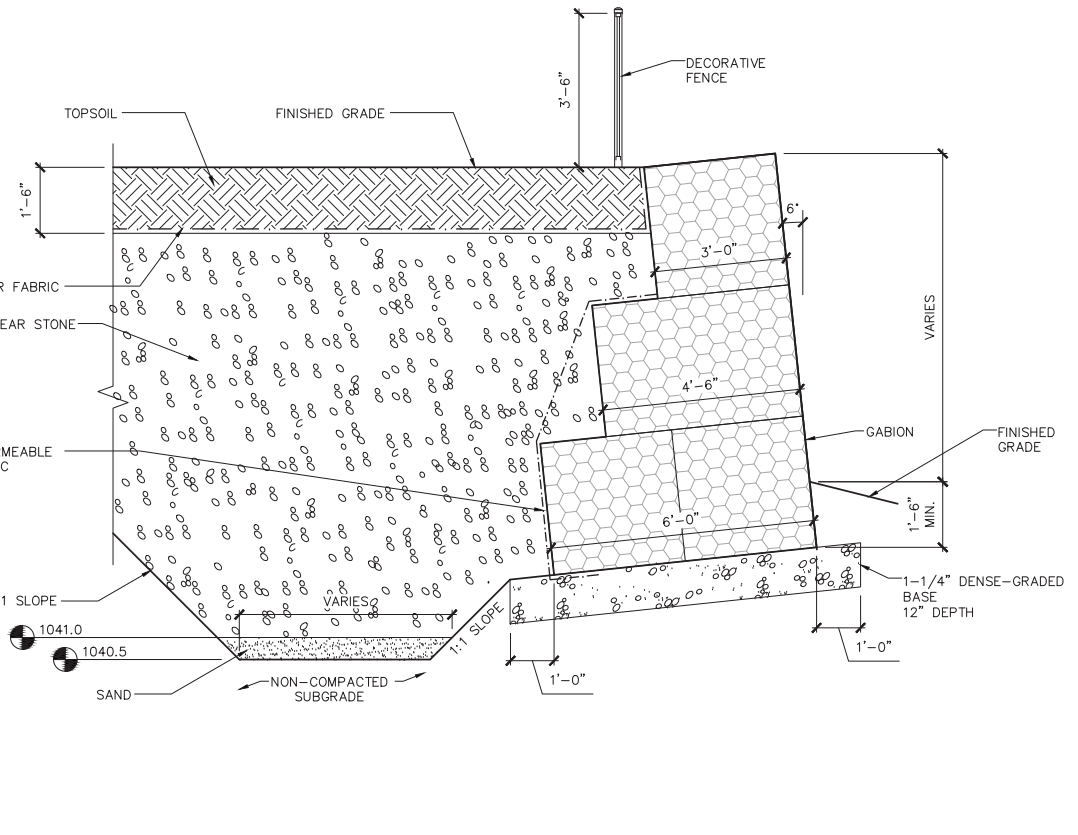 3'-6"
DECORATIVE
FENCE
TOPSOIL
FINISHED GRADE
1'-6"
6°
3'-0"
R FABRIC
EAR STONE
VARIES
4'-6"
GABION
FINISHED
GRADE
MEABLE
C
1'-6"
MIN.
6'-0"
1-1/4" DENSE-GRADED
BASE
12" DEPTH
1 SLOPE
VARIES
1:1 SLOPE
1041.0
1040.5
1'-0"
NON-COMPACTED
SUBGRADE
1'-0"
SAND